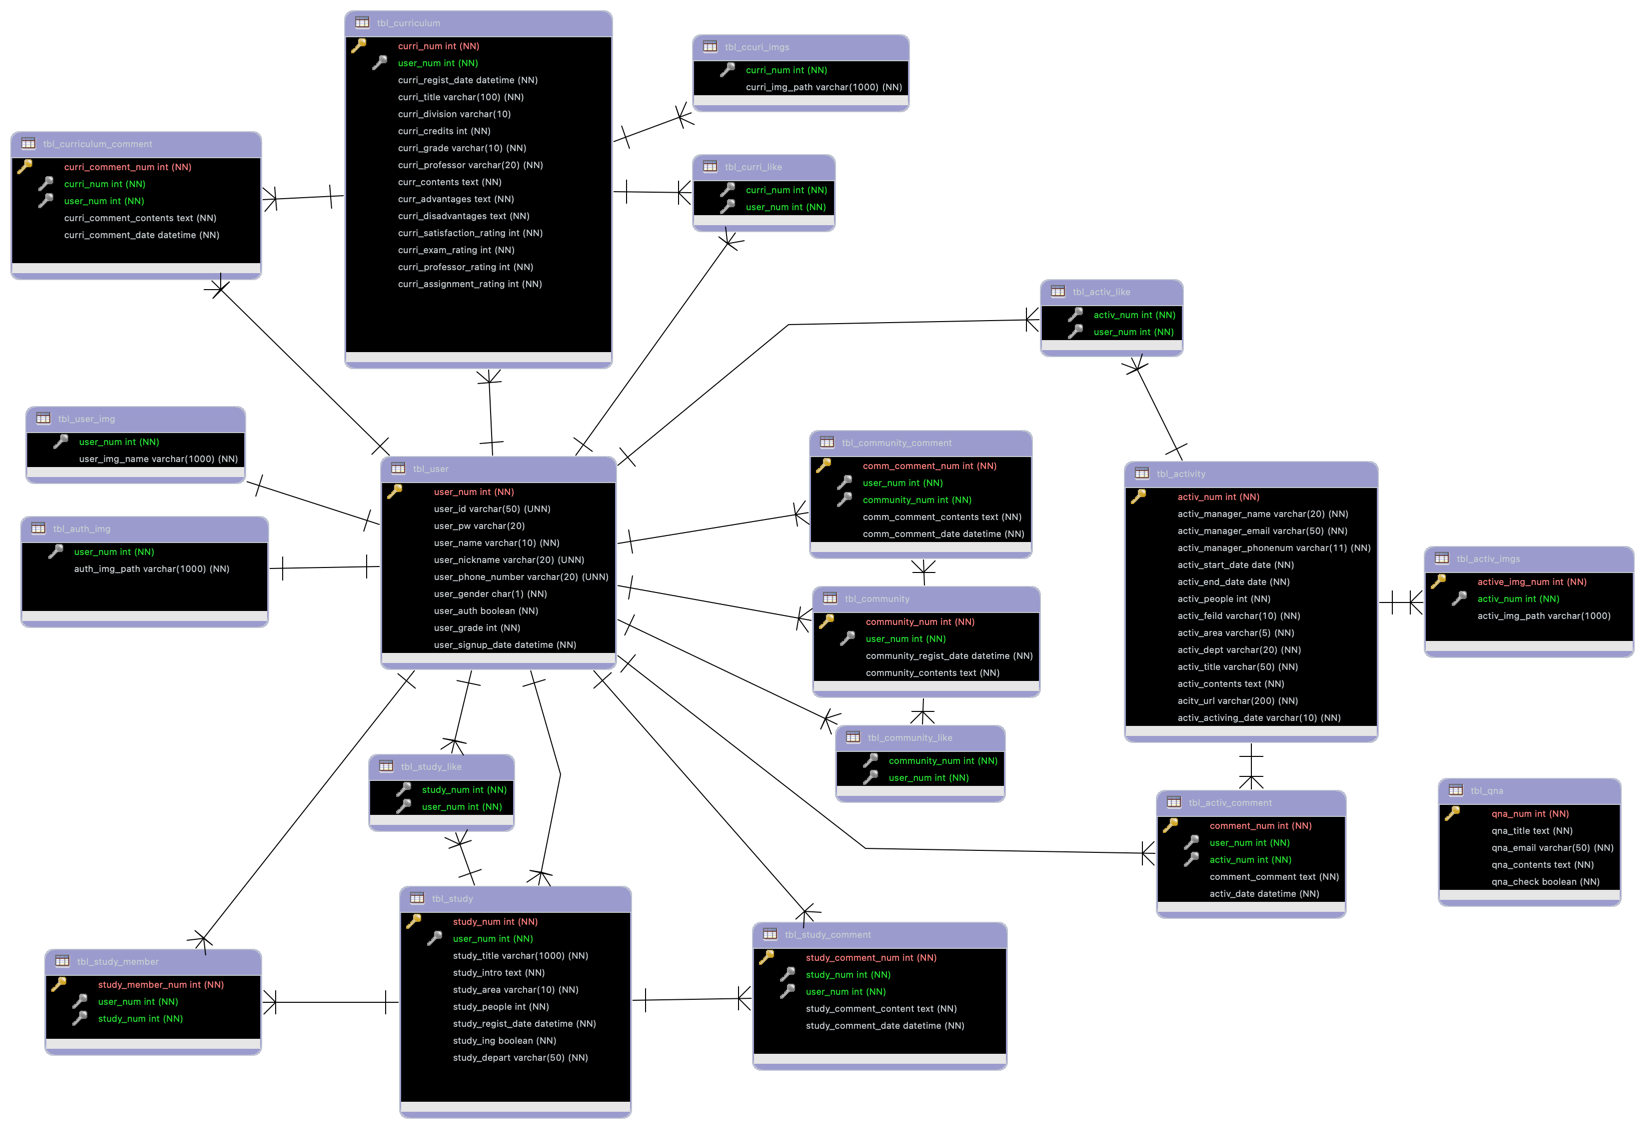 tbl_curriculum
curri_num int (NN)
user_num int (NN)
curri_regist_date datetime (NN)
curri_title varchar(100) (NN)
curri_division varchar(10)
curri_credits int (NN)
curri_grade varchar(10) (NN)
curri_professor varchar(20) (NN)
curr_contents text (NN)
curr_advantages text (NN)
curri_disadvantages text (NN)
curri_satisfaction_rating int (NN)
curri_exam_rating int (NN)
curri_professor_rating int (NN)
curri_assignment_rating int (NN)
tbl_ccuri_imgs
curri_num int (NN)
curri_img_path varchar(1000) (NN)
tbl_curriculum_comment
curri_comment_num int (NN)
curri_num int (NN)
user_num int (NN)
curri_comment_contents text (NN)
curri_comment_date datetime (NN)
tbl_curri_like
curri_num int (NN)
user_num int (NN)
tbl_activ_like
activ_num int (NN)
user_num int (NN)
tbl_user_img
user_num int (NN)
user_img_name varchar(1000) (NN)
tbl_auth_img
user_num int (NN)
auth_img_path varchar(1000) (NN)
tbl_user
user_num int (NN)
user_id varchar(50) (UNN)
user_pw varchar(20)
user_name varchar(10) (NN)
user_nickname varchar(20) (UNN)
user_phone_number varchar(20) (UNN)
user_gender char(1) (NN)
user_auth boolean (NN)
user_grade int (NN)
user_signup_date datetime (NN)
tbl_community_comment
comm_comment_num int (NN)
user_num int (NN)
community_num int (NN)
comm_comment_contents text (NN)
comm_comment_date datetime (NN)
tbl_community
community_num int (NN)
user_num int (NN)
community_regist_date datetime (NN)
community_contents text (NN)
tbl_community_like
community_num int (NN)
user_num int (NN)
tbl_activity
activ_num int (NN)
activ_manager_name varchar(20) (NN)
activ_manager_email varchar(50) (NN)
activ_manager_phonenum varchar(11) (NN)
activ_start_date date (NN)
activ_end_date date (NN)
activ_people int (NN)
activ_feild varchar(10) (NN)
activ_area varchar(5) (NN)
activ_dept varchar(20) (NN)
activ_title varchar(50) (NN)
activ_contents text (NN)
acitv_url varchar(200) (NN)
activ_activing_date varchar(10) (NN)
tbl_activ_imgs
active_img_num int (NN)
activ_num int (NN)
activ_img_path varchar(1000)
tbl_activ_comment
comment_num int (NN)
user_num int (NN)
activ_num int (NN)
comment_comment text (NN)
activ_date datetime (NN)
tbl_qna
qna_num int (NN)
qna_title text (NN)
qna_email varchar(50) (NN)
qna_contents text (NN)
qna_check boolean (NN)
tbl_study_like
study_num int (NN)
user_num int (NN)
tbl_study
study_num int (NN)
user_num int (NN)
study_title varchar(1000) (NN)
study_intro text (NN)
study_area varchar(10) (NN)
study_people int (NN)
study_regist_date datetime (NN)
study_ing boolean (NN)
study_depart varchar(50) (NN)
tbl_study_member
study_member_num int (NN)
user_num int (NN)
study_num int (NN)
tbl_study_comment
study_comment_num int (NN)
study_num int (NN)
user_num int (NN)
study_comment_content text (NN)
study_comment_date datetime (NN)